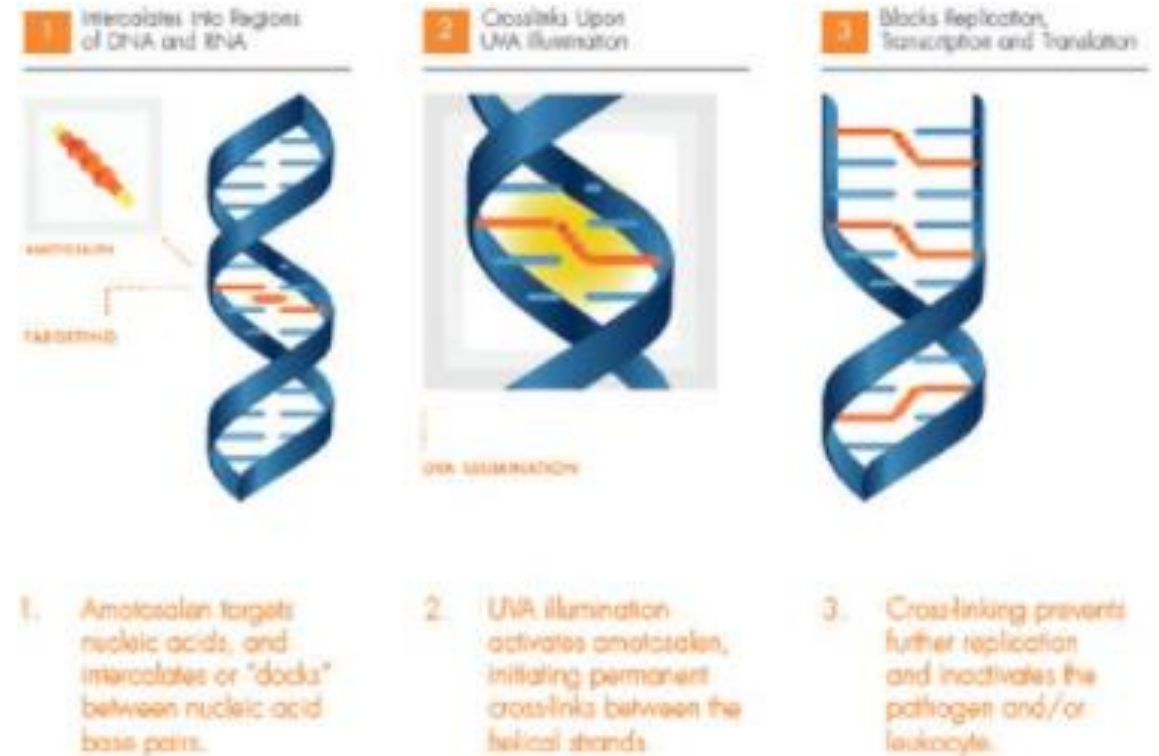 1
Intercalates Into Regions
of DNA and RNA
2
Crosslinks Upon
UVA Illumination
3
Blocks Replication,
Transcription and Translation
AMOTOSALEN
TARGETING
UVA ILLUMINATION
1. Amotosalen targets
nucleic acids, and
intercalates or "docks"
between nucleic acid
base pairs.
2. UVA illumination
activates amotosalen,
initiating permanent
crosslinks between the
helical strands
3. Cross-linking prevents
further replication
and inactivates the
pathogen and/or
leukocyte.